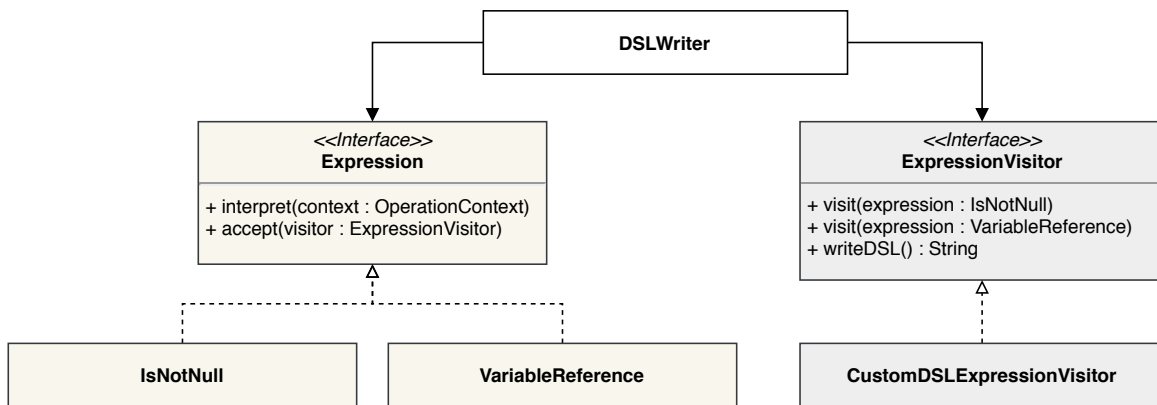 DSLWriter
<<Interface>>
Expression
+ interpret(context : OperationContext)
+ accept(visitor : ExpressionVisitor)
<<Interface>>
ExpressionVisitor
+ visit(expression : IsNotNull)
+ visit(expression : VariableReference)
+ writeDSL() : String
IsNotNull
VariableReference
CustomDSLExpressionVisitor